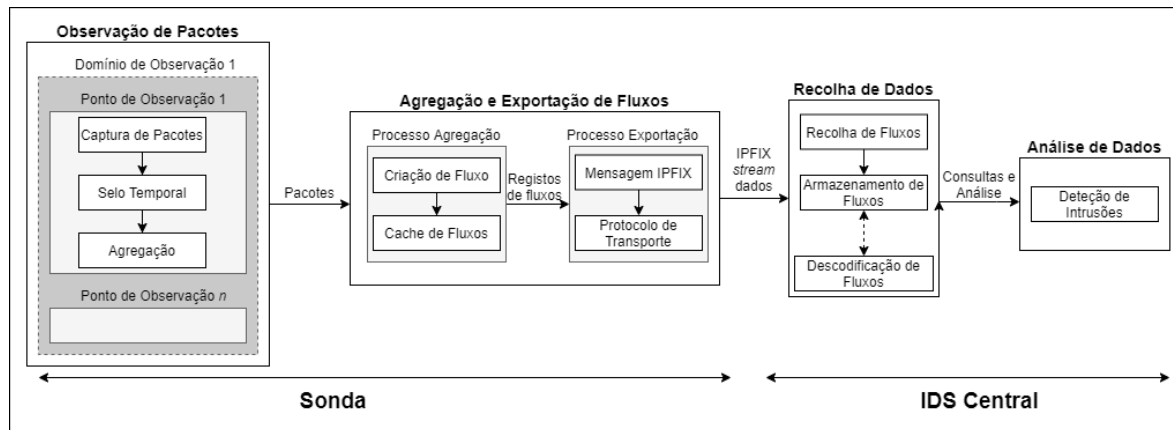 Observação de Pacotes
Domínio de Observação 1
Ponto de Observação 1
Captura de Pacotes
Selo Temporal
Agregação
Ponto de Observação n
Pacotes
Agregação e Exportação de Fluxos
Processo Agregação
Criação de Fluxo
Cache de Fluxos
Registos
de fluxos
Processo Exportação
Mensagem IPFIX
Protocolo de
Transporte
IPFIX
stream
dados
Recolha de Dados
Recolha de Fluxos
Armazenamento de
Fluxos
Descodificação de
Fluxos
Consultas e
Análise
Análise de Dados
Deteção de
Intrusões
Sonda
IDS Central